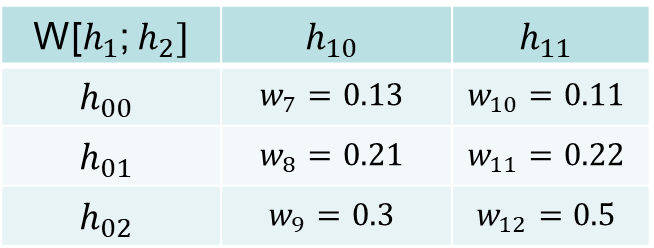 W[h₁; h₂] h₁₀ h₁₁
h₀₀ w₇ = 0.13 w₁₀ = 0.11
h₀₁ w₈ = 0.21 w₁₁ = 0.22
h₀₂ w₉ = 0.3 w₁₂ = 0.5